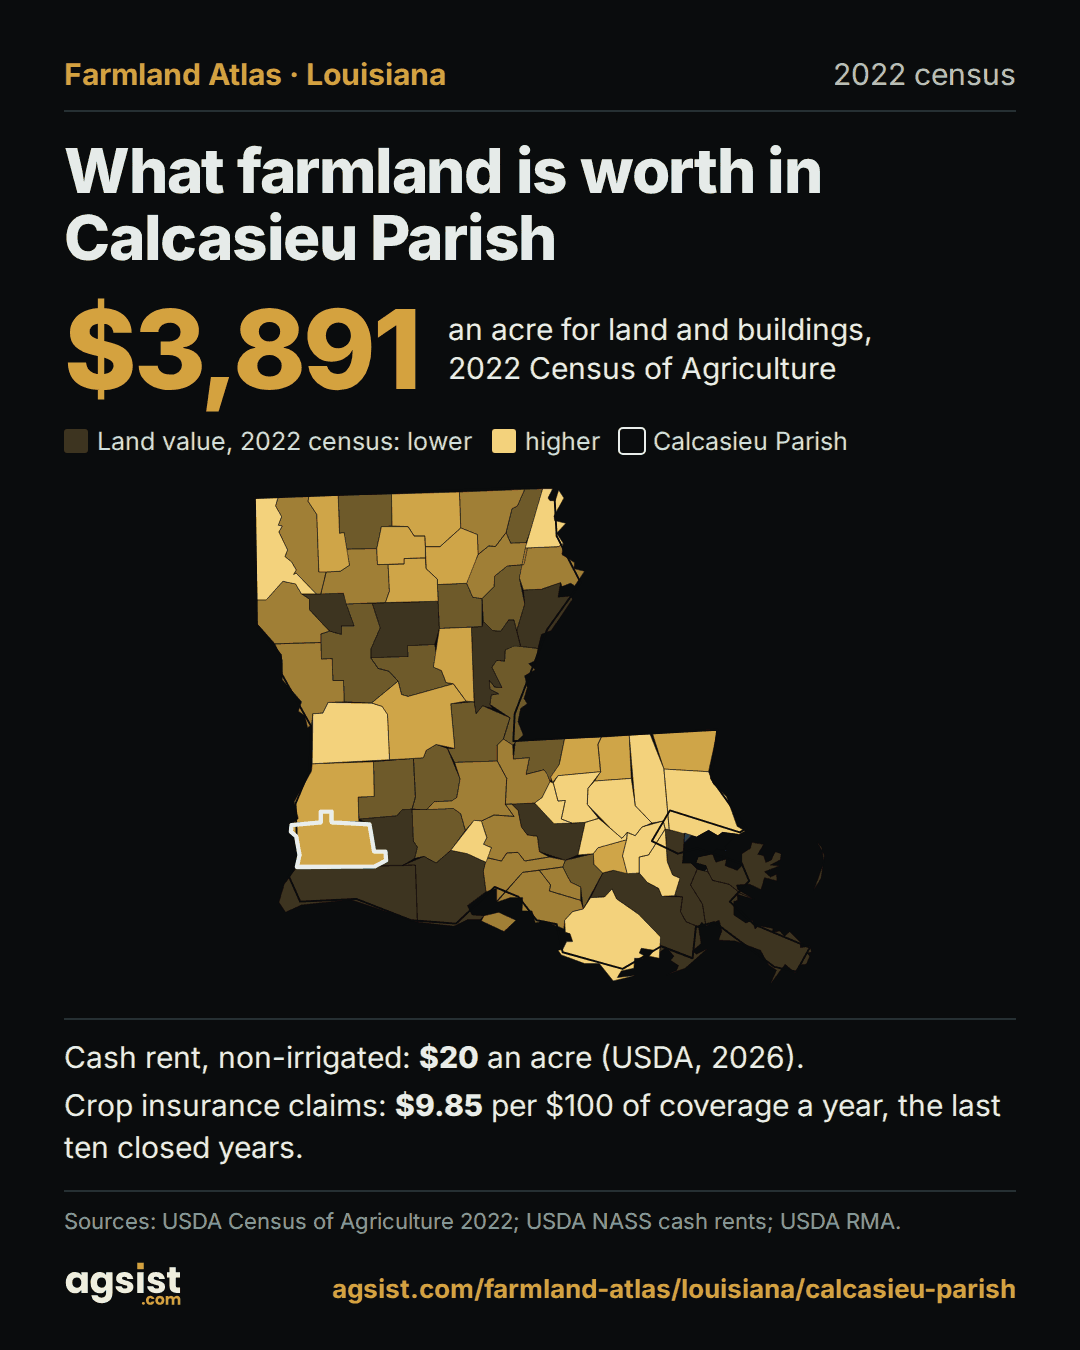 Farmland Atlas · Louisiana
2022 census
What farmland is worth in
Calcasieu Parish
$3,891
an acre for land and buildings,
2022 Census of Agriculture
Land value, 2022 census: lower
higher
Calcasieu Parish
Cash rent, non-irrigated: $20 an acre (USDA, 2026).
Crop insurance claims: $9.85 per $100 of coverage a year, the last
ten closed years.
Sources: USDA Census of Agriculture 2022; USDA NASS cash rents; USDA RMA.
agsist
.com
agsist.com/farmland-atlas/louisiana/calcasieu-parish